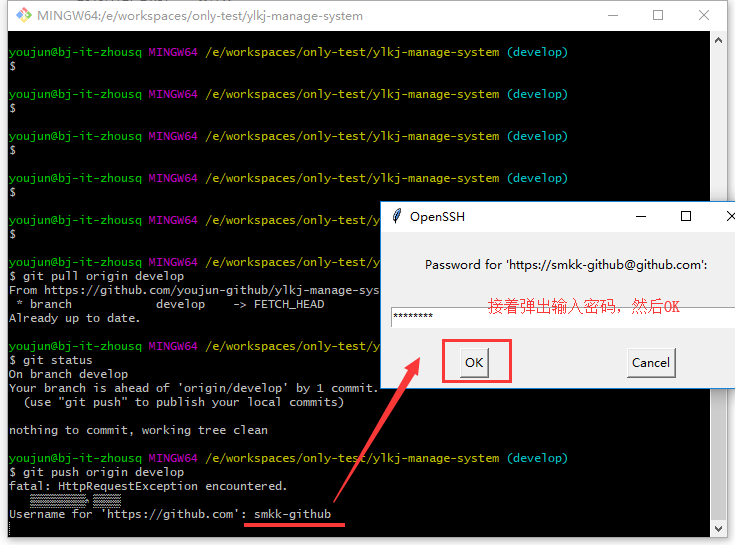 MINGW64:/e/workspaces/only-test/ylkj-manage-system
youjun@bj-it-zhousq MINGW64 /e/workspaces/only-test/ylkj-manage-system (develop)
$
youjun@bj-it-zhousq MINGW64 /e/workspaces/only-test/ylkj-manage-system (develop)
$
youjun@bj-it-zhousq MINGW64 /e/workspaces/only-test/ylkj-manage-system (develop)
$
youjun@bj-it-zhousq MINGW64 /e/workspaces/only-test/ylkj-manage-system (develop)
$
youjun@bj-it-zhousq MINGW64 /e/workspaces/only-test/y
$
youjun@bj-it-zhousq MINGW64 /e/workspaces/only-test/y
$ git pull origin develop
From https://github.com/youjun-github/ylkj-manage-sys
* branch develop -> FETCH_HEAD
Already up to date.
youjun@bj-it-zhousq MINGW64 /e/workspaces/only-test/y
$ git status
On branch develop
Your branch is ahead of 'origin/develop' by 1 commit.
(use "git push" to publish your local commits)
nothing to commit, working tree clean
youjun@bj-it-zhousq MINGW64 /e/workspaces/only-test/ylkj-manage-system (develop)
$ git push origin develop
fatal: HttpRequestException encountered.
Username for 'https://github.com': smkk-github
OpenSSH
Password for 'https://smkk-github@github.com':
接着弹出输入密码，然后OK
********
OK
Cancel